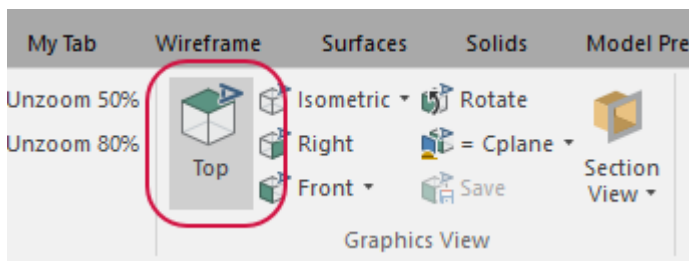 My Tab Wireframe Surfaces Solids Model Pre
Unzoom 50%
Unzoom 80%
Top
Isometric
Right
Front
Rotate
= Cplane
Save
Section
View
Graphics View